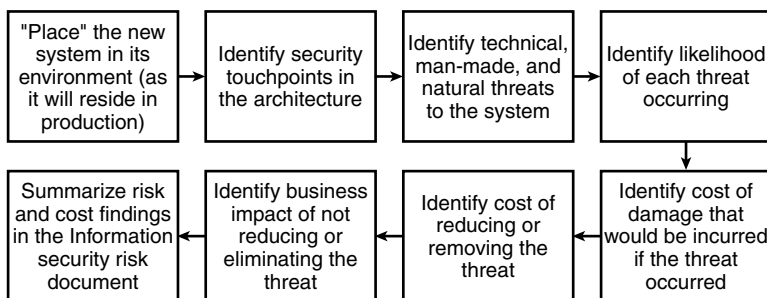 "Place" the new
system in its
environment (as
it will reside in
production)
Identify security
touchpoints in
the architecture
Identify technical,
man-made, and
natural threats
to the system
Identify likelihood
of each threat
occurring
Identify cost of
damage that
would be incurred
if the threat
occurred
Identify cost of
reducing or
removing the
threat
Identify business
impact of not
reducing or
eliminating the
threat
Summarize risk
and cost findings
in the Information
security risk
document